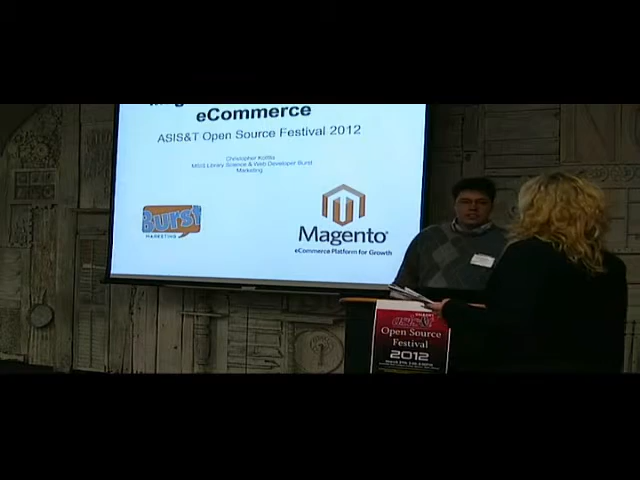 eCommerce
ASIS&T Open Source Festival 2012
Christopher
MSIS Library Science & Web Developer Burst
Marketing
BURST
MARKETING
Magento
eCommerce Platform for Growth
asis&t
Open Source
Festival
2012